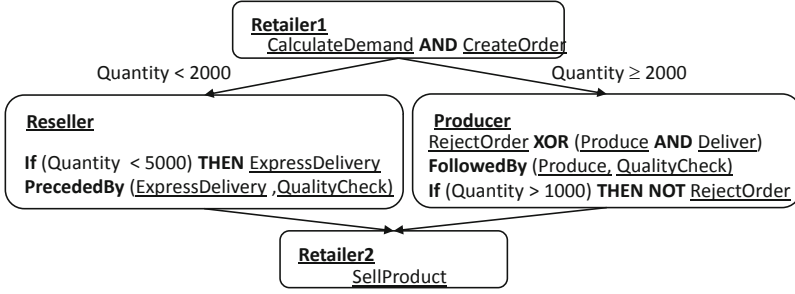 Retailer1
CalculateDemand AND CreateOrder
Quantity < 2000
Quantity ≥ 2000
Reseller
If (Quantity < 5000) THEN ExpressDelivery
PrecededBy (ExpressDelivery ,QualityCheck)
Producer
RejectOrder XOR (Produce AND Deliver)
FollowedBy (Produce, QualityCheck)
If (Quantity > 1000) THEN NOT RejectOrder
Retailer2
SellProduct